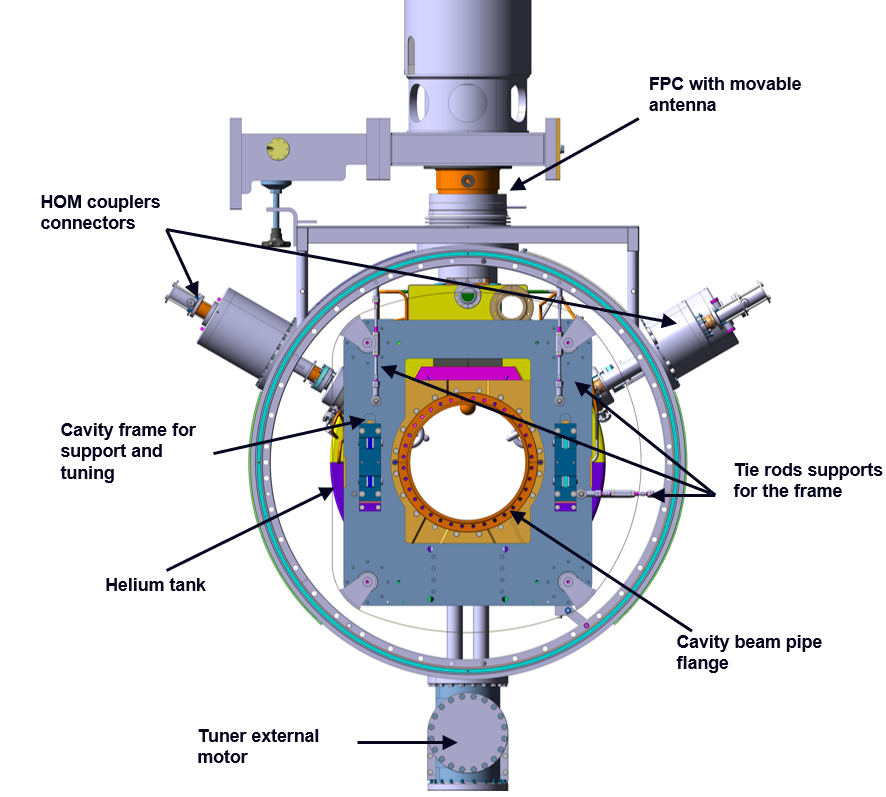 FPC with movable
antenna
HOM couplers
connectors
Cavity frame for
support and
tuning
Tie rods supports
for the frame
Helium tank
Cavity beam pipe
flange
Tuner external
motor